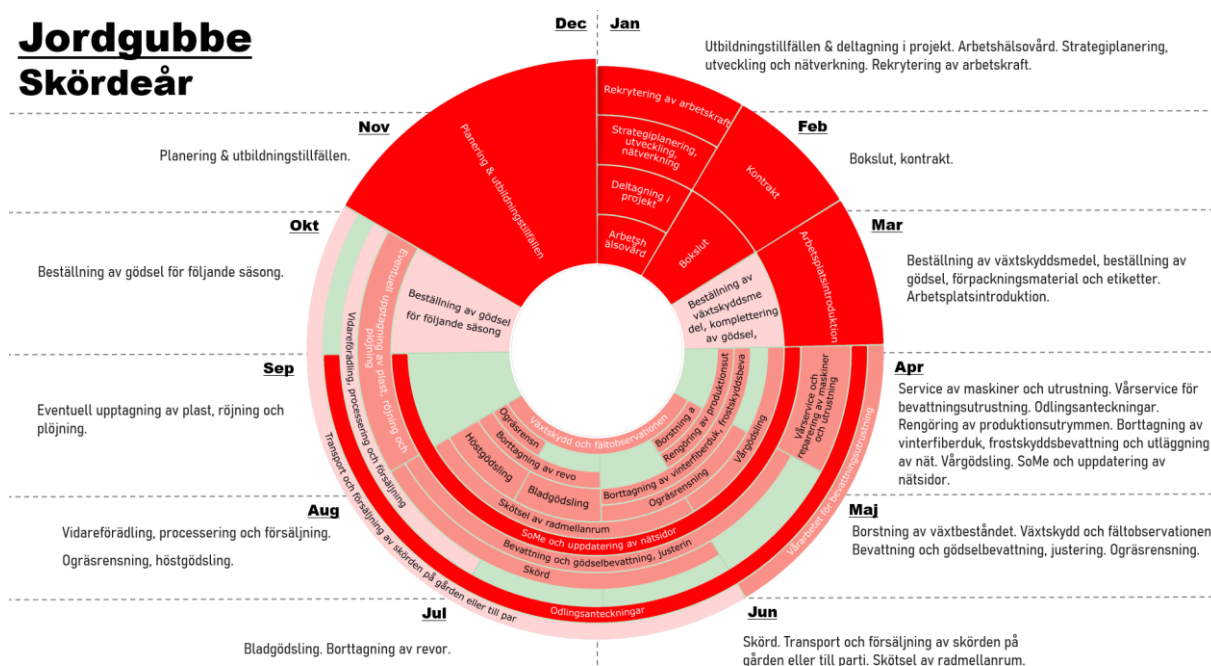 Jordgubbe
Skördeår
Dec
Jan
Utbildningstillfällen & deltagning i projekt. Arbetshälsovård. Strategiplanering,
utveckling och nätverkning. Rekrytering av arbetskraft.
Feb
Bokslut, kontrakt.
Mar
Beställning av växtskyddsmedel, beställning av
gödsel, förpackningsmaterial och etiketter.
Arbetsplatsintroduktion.
Apr
Service av maskiner och utrustning. Vårservice för
bevattningsutrustning. Odlingsanteckningar.
Rengöring av produktionsutrymmen. Borttagning av
vinterfiberduk, frostskyddsbevattning och utläggning
av nät. Vårgödsling. SoMe och uppdatering av
nätsidor.
Maj
Borstning av växtbeståndet. Växtskydd och fältobservationen
Bevattning och gödselbevattning, justering. Ogräsrensning.
Jun
Skörd. Transport och försäljning av skörden på
gården eller till parti. Skötsel av radmellanrum.
Jul
Bladgödsling. Borttagning av revor.
Aug
Vidareförädling, processering och försäljning.
Ogräsrensning, höstgödsling.
Sep
Eventuell upptagning av plast, röjning och
plöjning.
Okt
Beställning av gödsel för följande säsong.
Nov
Planering & utbildningstillfällen.
Planering & utbildningstillfällen
Rekrytering av arbetskraft
Strategiplanering,
utveckling,
nätverkning
Deltagning i
projekt
Arbetsh
älsovård
Kontrakt
Bokslut
Arbetsplatsintroduktion
Beställning av
växtskyddsme
del, komplettering
av gödsel,
Beställning av gödsel
för följande säsong
Eventuell upptagning av plast, röjning och
plöjning
Vidareförädling, processering och försäljning
Transport och försäljning av skörden på gården eller till par
Vårarbetet för bevattningsutrustning
Vårservice och
reparering av maskiner
och utrustning
Vårgödsling
Rengöring av produktionsut
Borstning a
Borttagning av vinterfiberduk, frostskyddsbeva
Ogräsrensning
Växtskydd och fältobservationen
Ogräsrensn
Borttagning av revo
Höstgödsling
Bladgödsling
Skötsel av radmellanrum
SoMe och uppdatering av nätsidor
Bevattning och gödselbevattning, justerin
Skörd
Odlingsanteckningar